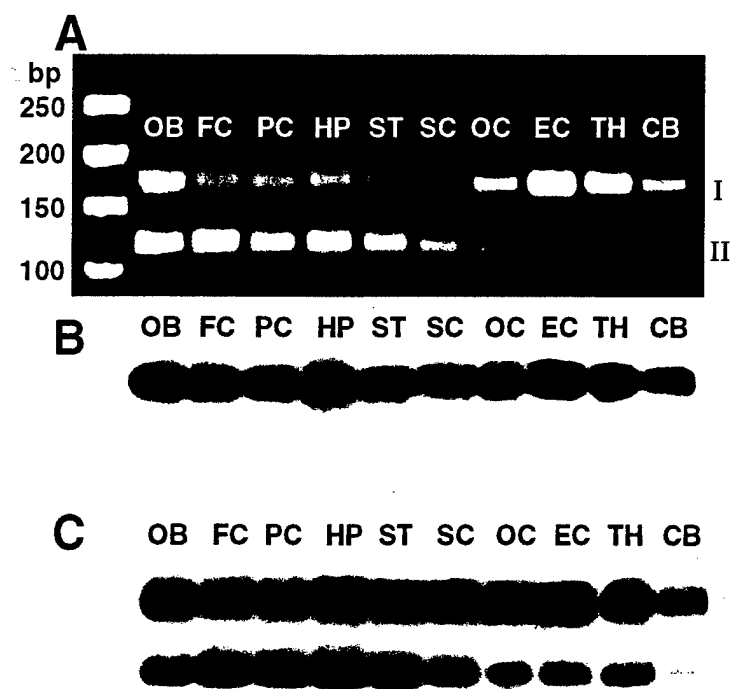 A
bp
250
200
150
100
OB FC PC HP ST SC OC EC TH CB
I
II
B
OB FC PC HP ST SC OC EC TH CB
C
OB FC PC HP ST SC OC EC TH CB